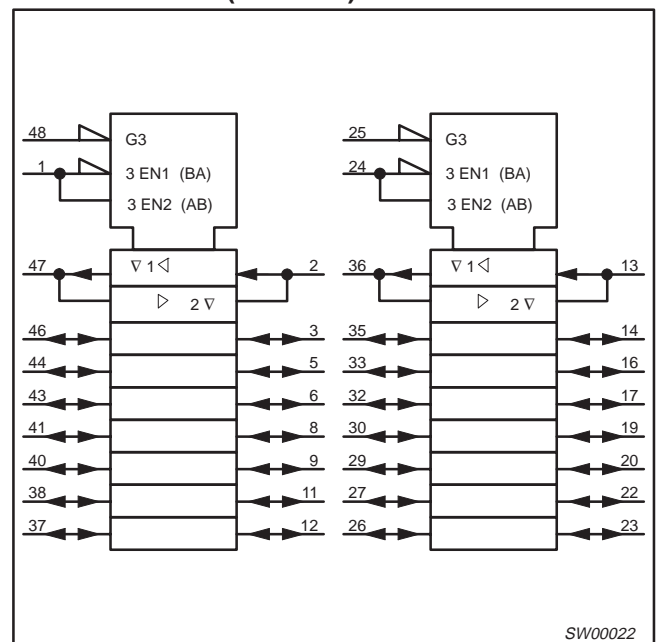 48 G3 25 G3
1 3 EN1 (BA) 24 3 EN1 (BA)
3 EN2 (AB) 3 EN2 (AB)
47 ∇ 1 ◁ 2 36 ∇ 1 ◁ 13
▷ 2 ∇ ▷ 2 ∇
46 3 35 14
44 5 33 16
43 6 32 17
41 8 30 19
40 9 29 20
38 11 27 22
37 12 26 23
SW00022